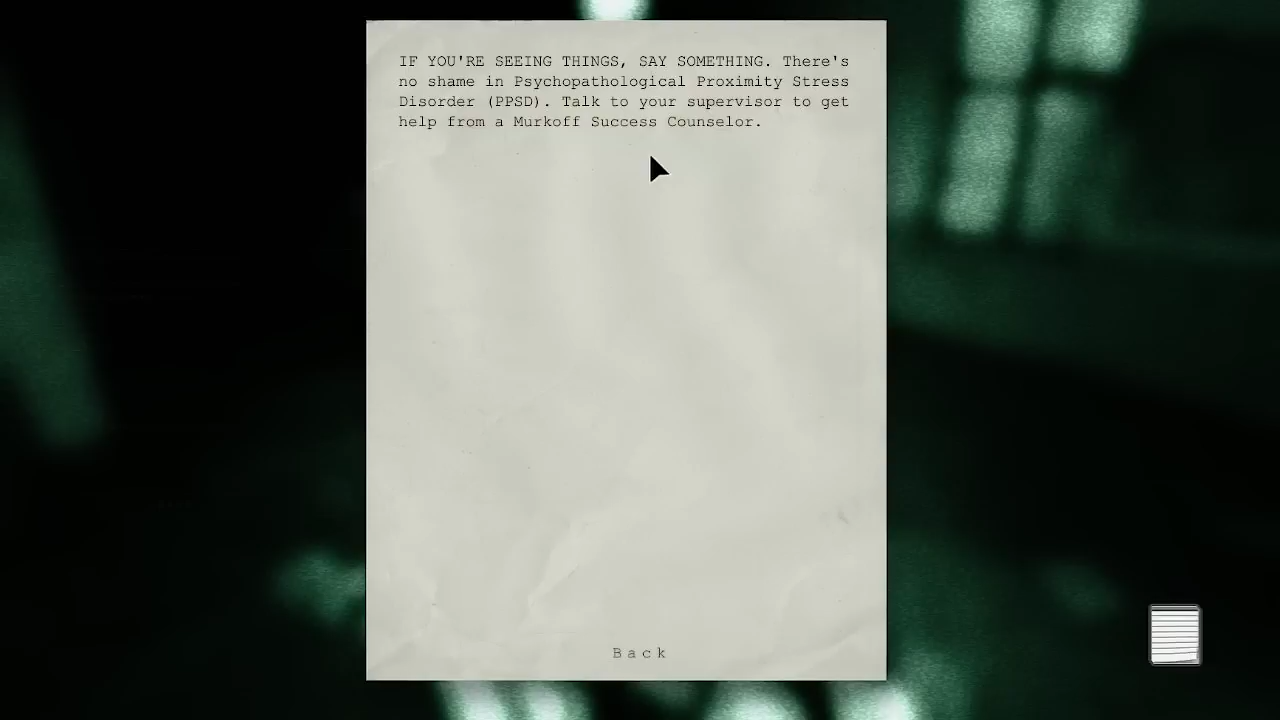 IF YOU'RE SEEING THINGS, SAY SOMETHING. There's
no shame in Psychopathological Proximity Stress
Disorder (PPSD). Talk to your supervisor to get
help from a Murkoff Success Counselor.
Back